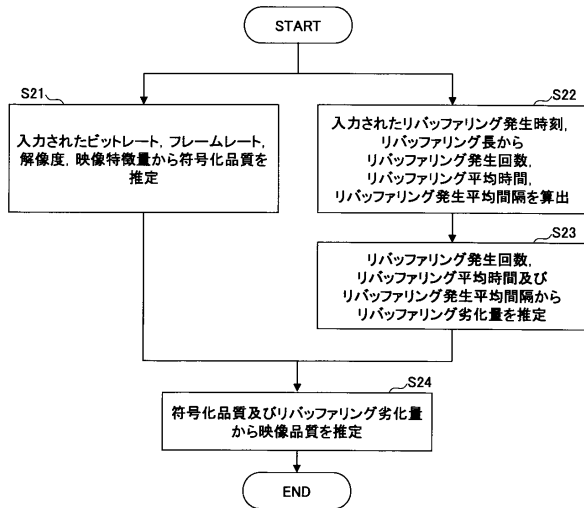 START
S21
入力されたビットレート, フレームレート,
解像度, 映像特徴量から符号化品質を
推定
S22
入力されたリバッファリング発生時刻,
リバッファリング長から
リバッファリング発生回数,
リバッファリング平均時間,
リバッファリング発生平均間隔を算出
S23
リバッファリング発生回数,
リバッファリング平均時間及び
リバッファリング発生平均間隔から
リバッファリング劣化量を推定
S24
符号化品質及びリバッファリング劣化量
から映像品質を推定
END